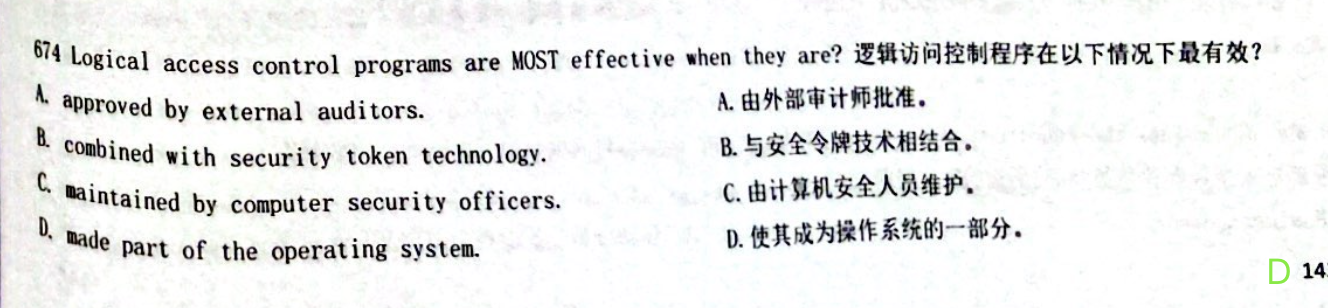 674 Logical access control programs are MOST effective when they are? 逻辑访问控制程序在以下情况下最有效?
A. approved by external auditors. A. 由外部审计师批准。
B. combined with security token technology. B. 与安全令牌技术相结合。
C. maintained by computer security officers. C. 由计算机安全人员维护。
D. made part of the operating system. D. 使其成为操作系统的一部分。
D 14